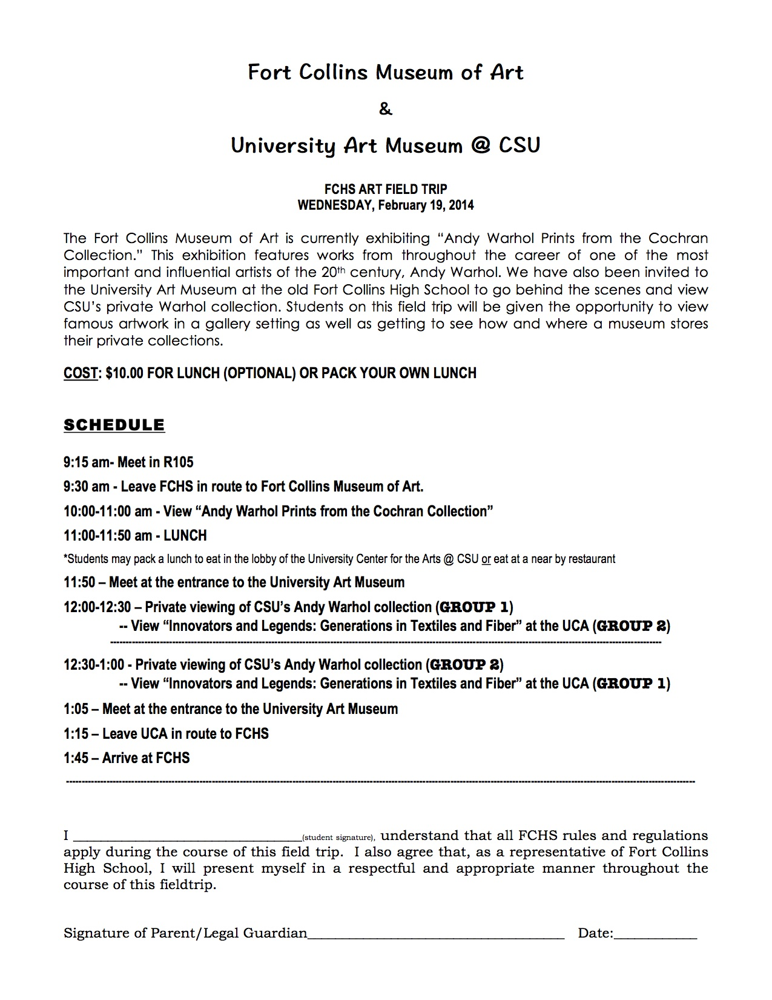 Fort Collins Museum of Art
&
University Art Museum @ CSU
FCHS ART FIELD TRIP
WEDNESDAY, February 19, 2014
The Fort Collins Museum of Art is currently exhibiting “Andy Warhol Prints from the Cochran
Collection.” This exhibition features works from throughout the career of one of the most
important and influential artists of the 20th century, Andy Warhol. We have also been invited to
the University Art Museum at the old Fort Collins High School to go behind the scenes and view
CSU’s private Warhol collection. Students on this field trip will be given the opportunity to view
famous artwork in a gallery setting as well as getting to see how and where a museum stores
their private collections.
COST: $10.00 FOR LUNCH (OPTIONAL) OR PACK YOUR OWN LUNCH
SCHEDULE
9:15 am- Meet in R105
9:30 am - Leave FCHS in route to Fort Collins Museum of Art.
10:00-11:00 am - View “Andy Warhol Prints from the Cochran Collection”
11:00-11:50 am - LUNCH
*Students may pack a lunch to eat in the lobby of the University Center for the Arts @ CSU or eat at a near by restaurant
11:50 – Meet at the entrance to the University Art Museum
12:00-12:30 – Private viewing of CSU’s Andy Warhol collection (GROUP 1)
-- View “Innovators and Legends: Generations in Textiles and Fiber” at the UCA (GROUP 2)
12:30-1:00 - Private viewing of CSU’s Andy Warhol collection (GROUP 2)
-- View “Innovators and Legends: Generations in Textiles and Fiber” at the UCA (GROUP 1)
1:05 – Meet at the entrance to the University Art Museum
1:15 – Leave UCA in route to FCHS
1:45 – Arrive at FCHS
I ________________________________(student signature), understand that all FCHS rules and regulations
apply during the course of this field trip. I also agree that, as a representative of Fort Collins
High School, I will present myself in a respectful and appropriate manner throughout the
course of this fieldtrip.
Signature of Parent/Legal Guardian____________________________________ Date:____________